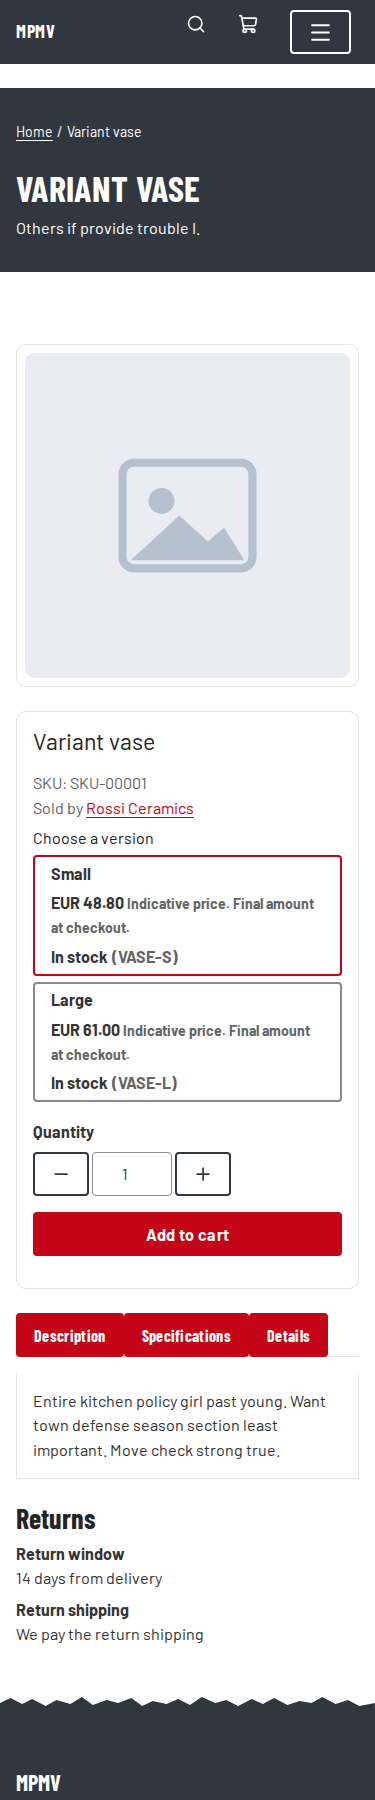 MPMV
Home / Variant vase
VARIANT VASE
Others if provide trouble I.
Variant vase
SKU: SKU-00001
Sold by Rossi Ceramics
Choose a version
Small
EUR 48.80 Indicative price. Final amount
at checkout.
In stock (VASE-S)
Large
EUR 61.00 Indicative price. Final amount
at checkout.
In stock (VASE-L)
Quantity
1
Add to cart
Description Specifications Details
Entire kitchen policy girl past young. Want
town defense season section least
important. Move check strong true.
Returns
Return window
14 days from delivery
Return shipping
We pay the return shipping
MPMV